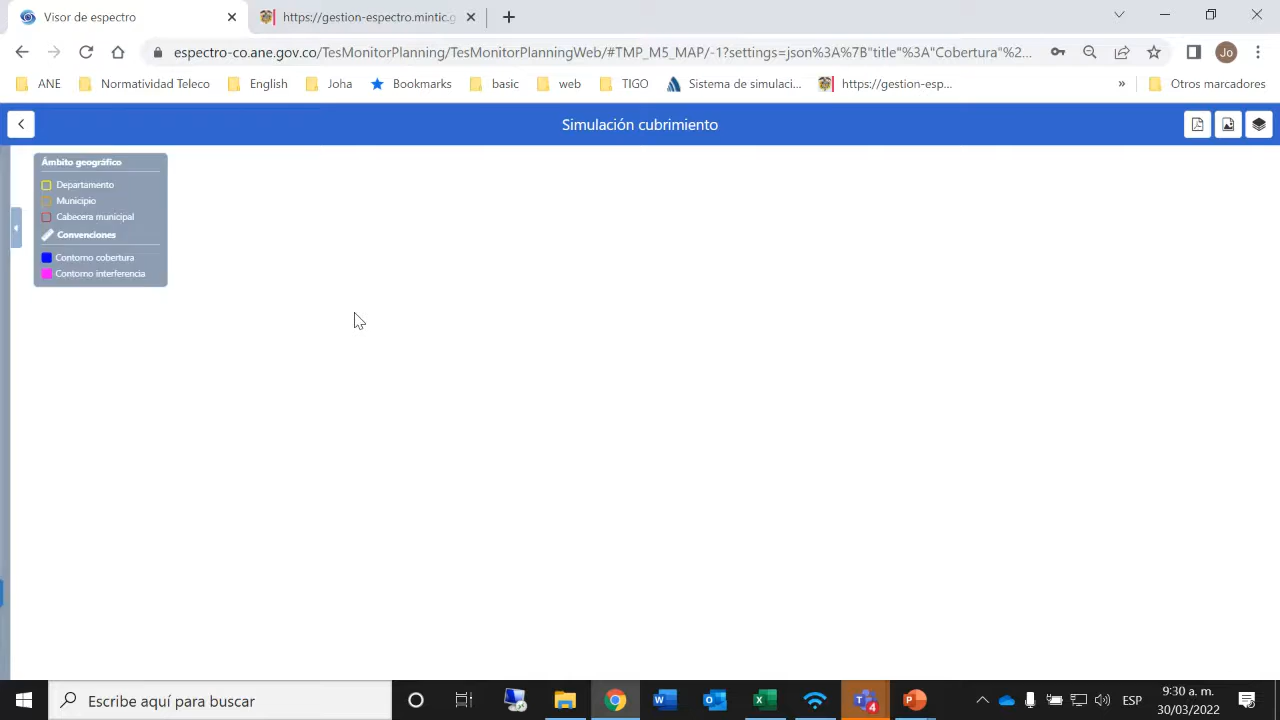 Visor de espectro
https://gestion-espectro.mintic.g
espectro-co.ane.gov.co/TesMonitorPlanning/TesMonitorPlanningWeb/#TMP_M5_MAP/-1?settings=json%3A%7B"title"%3A"Cobertura"%2...
Jo
ANE
Normatividad Teleco
English
Joha
Bookmarks
basic
web
TIGO
Sistema de simulaci...
https://gestion-esp...
»
Otros marcadores
Simulación cubrimiento
Ámbito geográfico
Departamento
Municipio
Cabecera municipal
Convenciones
Contorno cobertura
Contorno interferencia
Escribe aquí para buscar
4
ESP
9:30 a. m.
30/03/2022